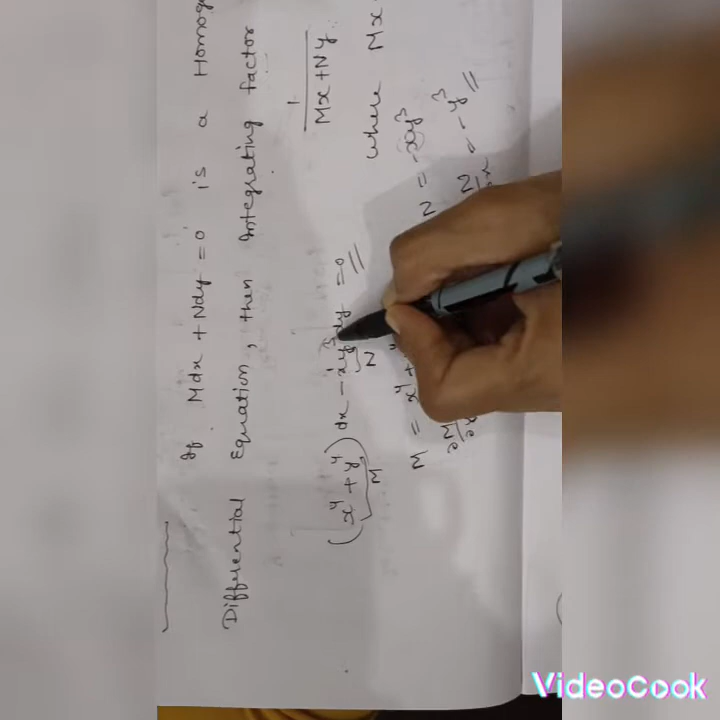 If Mdx + Ndy = 0 is a Homog
Differential Equation, then Integrating factor
1
Mx + Ny
where Mx
(x⁴ + y⁴) dx - xy³ dy = 0
M N
M = x⁴ + N = -xy³
∂M ∂N = -y³
VideoCook